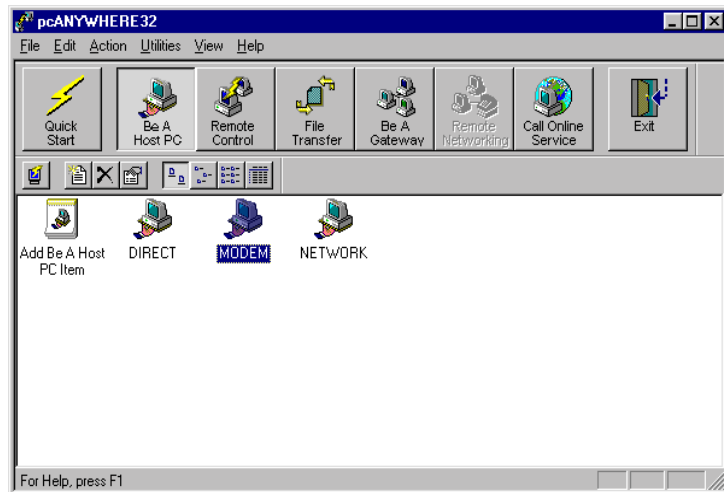 pcANYWHERE32
File Edit Action Utilities View Help
Quick Start
Be A Host PC
Remote Control
File Transfer
Be A Gateway
Remote Networking
Call Online Service
Exit
Add Be A Host PC Item
DIRECT
MODEM
NETWORK
For Help, press F1